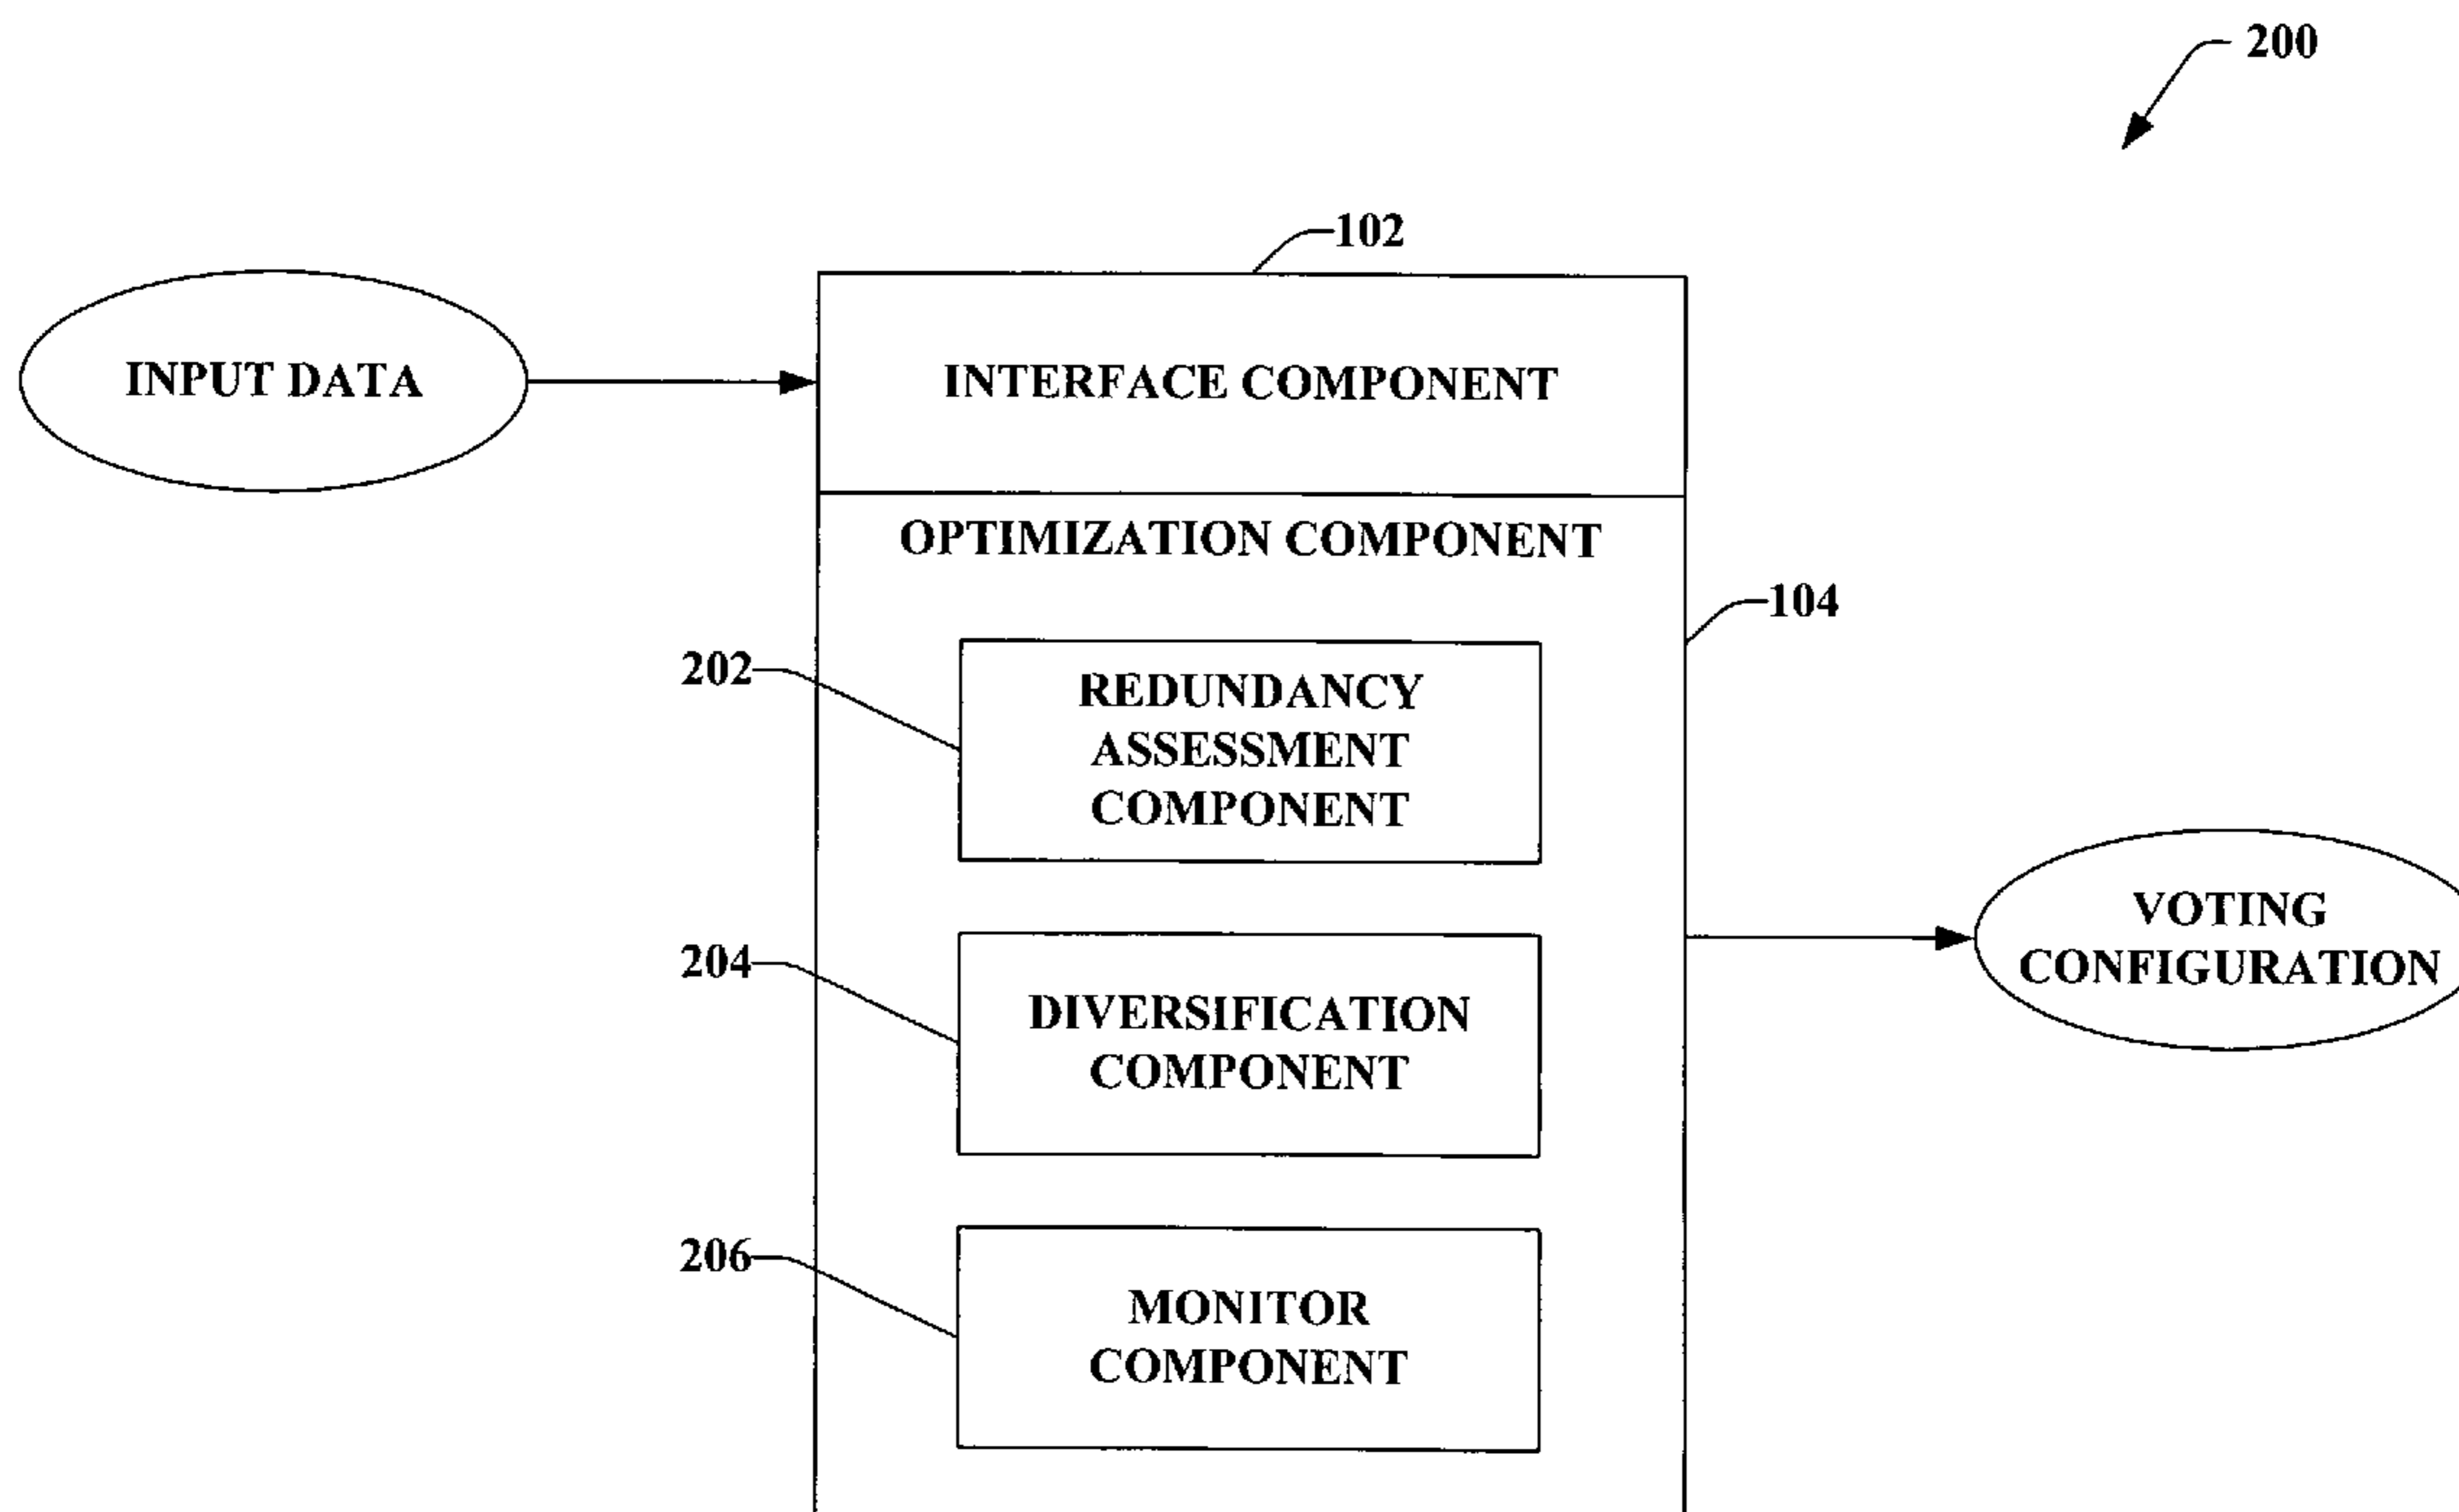 200
102
INPUT DATA
INTERFACE COMPONENT
OPTIMIZATION COMPONENT
104
202
REDUNDANCY
ASSESSMENT
COMPONENT
VOTING
CONFIGURATION
204
DIVERSIFICATION
COMPONENT
206
MONITOR
COMPONENT